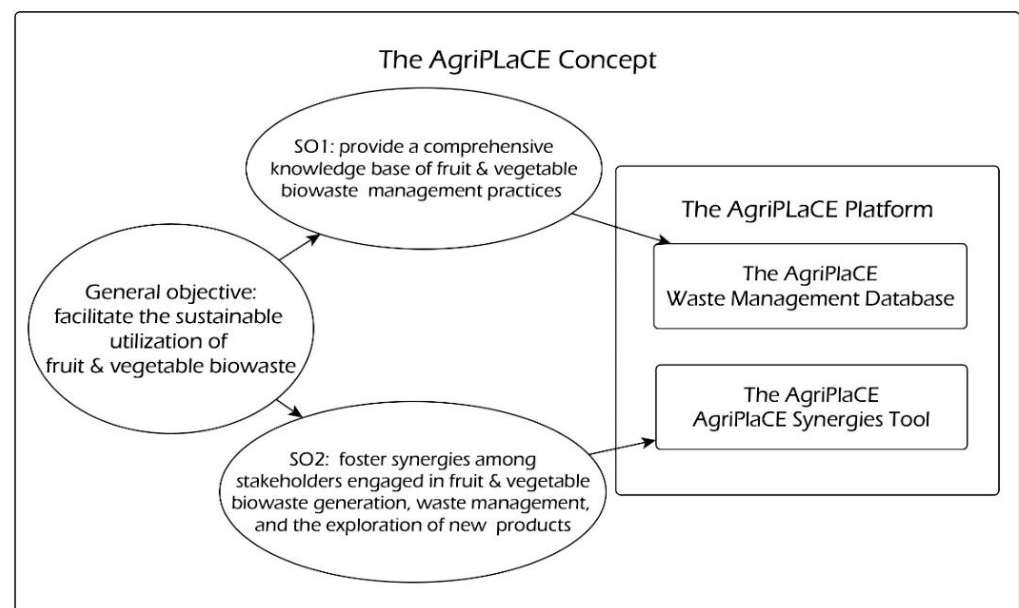 The AgriPLaCE Concept
SO1: provide a comprehensive
knowledge base of fruit & vegetable
biowaste management practices
General objective:
facilitate the sustainable
utilization of
fruit & vegetable biowaste
SO2: foster synergies among
stakeholders engaged in fruit & vegetable
biowaste generation, waste management,
and the exploration of new products
The AgriPLaCE Platform
The AgriPlaCE
Waste Management Database
The AgriPlaCE
AgriPlaCE Synergies Tool